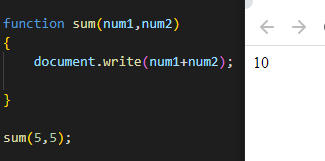 function sum(num1,num2)
{
    document.write(num1+num2);
}
sum(5,5);
10